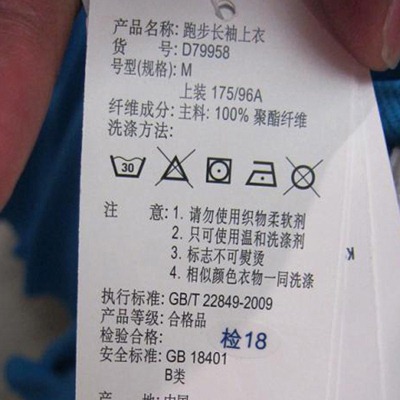 产品名称: 跑步长袖上衣
货 号: D79958
号型(规格): M
上装 175/96A
纤维成分: 主料: 100% 聚酯纤维
洗涤方法:
30
注 意: 1. 请勿使用织物柔软剂
2. 只可使用温和洗涤剂
3. 标志不可熨烫
4. 相似颜色衣物一同洗涤
执行标准: GB/T 22849-2009
产品等级: 合格品
检验合格: 检18
安全标准: GB 18401
B类
产 地: 中国
K